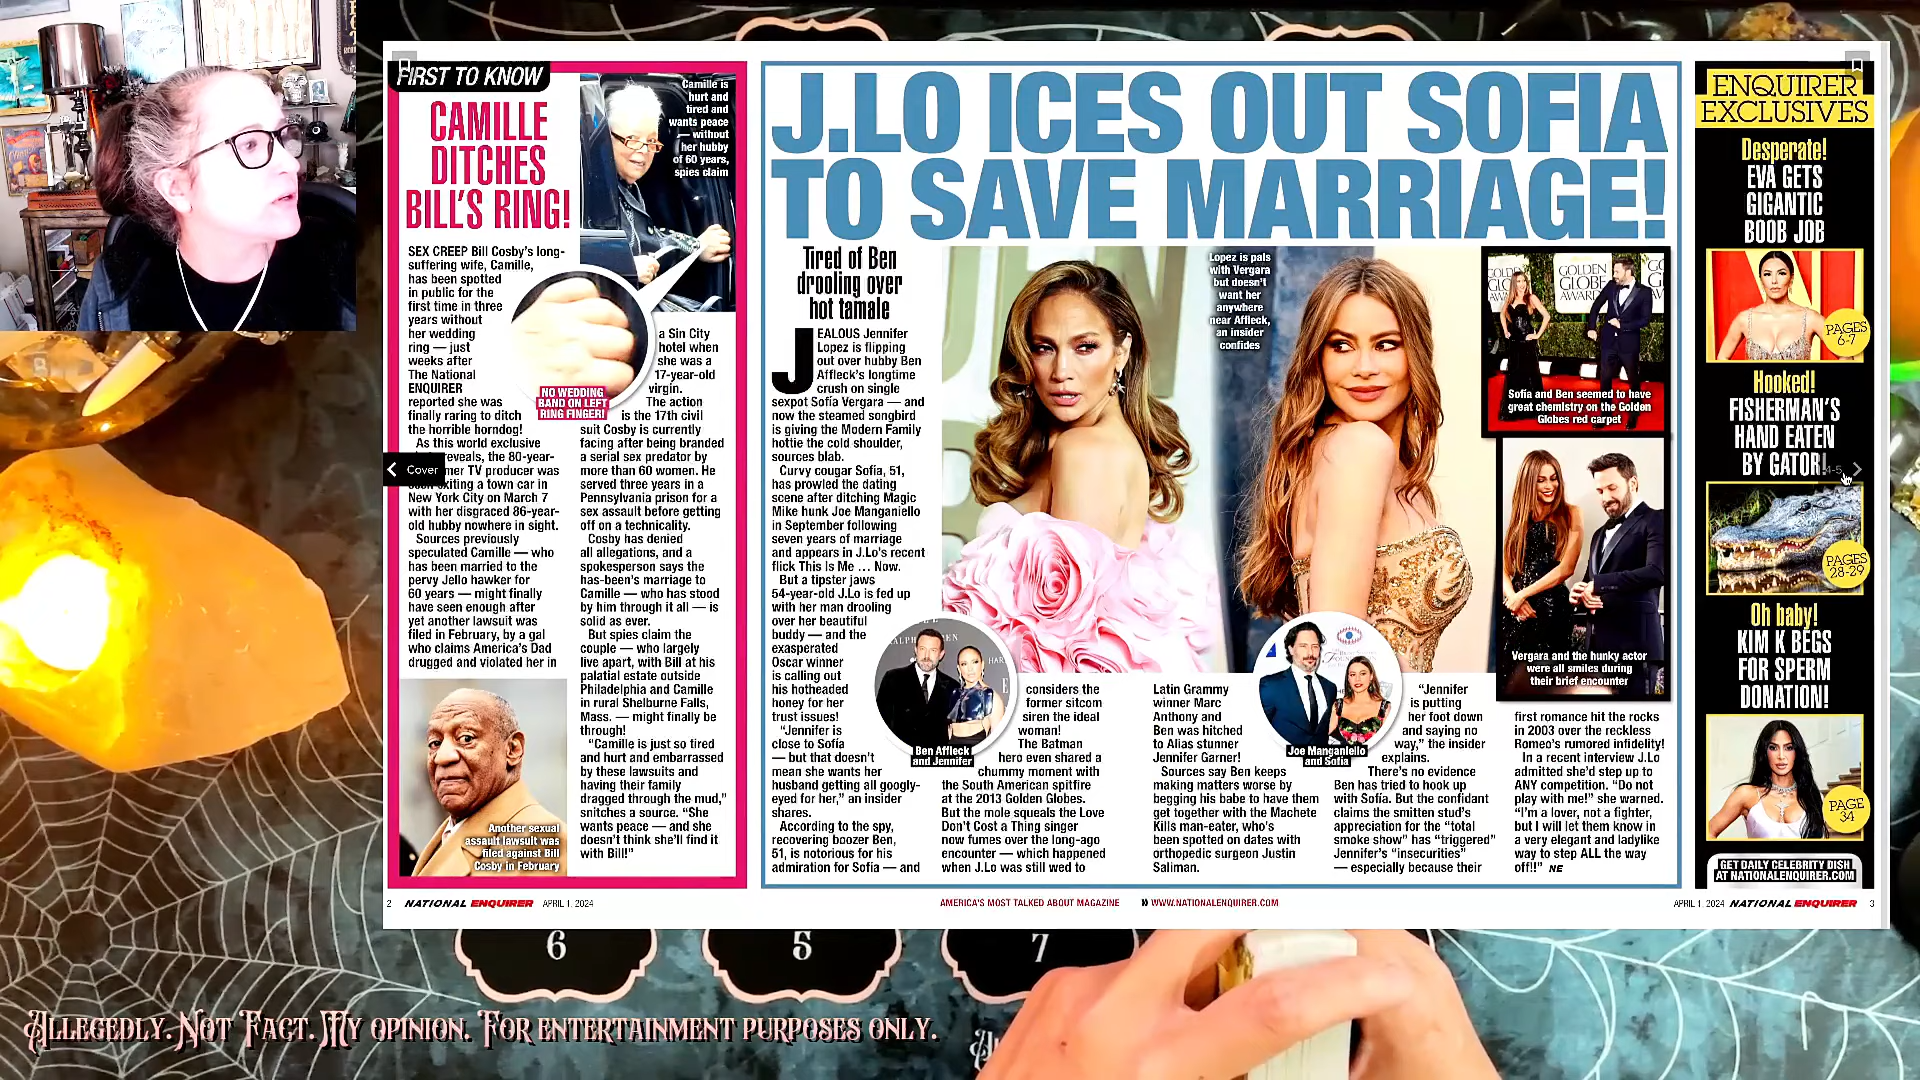 FIRST TO KNOW
CAMILLE
DITCHES
BILL'S RING!
Camille is
hurt and
tired and
wants peace
— without
her hubby
of 60 years,
spies claim
SEX CREEP Bill Cosby's long-
suffering wife, Camille,
has been spotted
in public for the
first time in three
years without
her wedding
ring — just
weeks after
The National
ENQUIRER
reported she was
finally raring to ditch
the horrible horndog!
As this world exclusive
reveals, the 80-year-
mer TV producer was
exiting a town car in
New York City on March 7
with her disgraced 86-year-
old hubby nowhere in sight.
Sources previously
speculated Camille — who
has been married to the
pervy Jello hawker for
60 years — might finally
have seen enough after
yet another lawsuit was
filed in February, by a gal
who claims America's Dad
drugged and violated her in
NO WEDDING
BAND ON LEFT
RING FINGER!
a Sin City
hotel when
she was a
17-year-old
virgin.
The action
is the 17th civil
suit Cosby is currently
facing after being branded
a serial sex predator by
more than 60 women. He
served three years in a
Pennsylvania prison for a
sex assault before getting
off on a technicality.
Cosby has denied
all allegations, and a
spokesperson says the
has-been's marriage to
Camille — who has stood
by him through it all — is
solid as ever.
But spies claim the
couple — who largely
live apart, with Bill at his
palatial estate outside
Philadelphia and Camille
in rural Shelburne Falls,
Mass. — might finally be
through!
"Camille is just so tired
and hurt and embarrassed
by these lawsuits and
having their family
dragged through the mud,"
snitches a source. "She
wants peace — and she
doesn't think she'll find it
with Bill!"
Another sexual
assault lawsuit was
filed against Bill
Cosby in February
Cover
J.LO ICES OUT SOFIA
TO SAVE MARRIAGE!
Tired of Ben
drooling over
hot tamale
JEALOUS Jennifer
Lopez is flipping
out over hubby Ben
Affleck's longtime
crush on single
sexpot Sofía Vergara — and
now the steamed songbird
is giving the Modern Family
hottie the cold shoulder,
sources blab.
Curvy cougar Sofia, 51,
has prowled the dating
scene after ditching Magic
Mike hunk Joe Manganiello
in September following
seven years of marriage
and appears in J.Lo's recent
flick This Is Me ... Now.
But a tipster jaws
54-year-old J.Lo is fed up
with her man drooling
over her beautiful
buddy — and the
exasperated
Oscar winner
is calling out
his hotheaded
honey for her
trust issues!
"Jennifer is
close to Sofía
— but that doesn't
mean she wants her
husband getting all googly-
eyed for her," an insider
shares.
According to the spy,
recovering boozer Ben,
51, is notorious for his
admiration for Sofía — and
Ben Affleck
and Jennifer
considers the
former sitcom
siren the ideal
woman!
The Batman
hero even shared a
chummy moment with
the South American spitfire
at the 2013 Golden Globes.
But the mole squeals the Love
Don't Cost a Thing singer
now fumes over the long-ago
encounter — which happened
when J.Lo was still wed to
Latin Grammy
winner Marc
Anthony and
Ben was hitched
to Alias stunner
Jennifer Garner!
Sources say Ben keeps
making matters worse by
begging his babe to have them
get together with the Machete
Kills man-eater, who's
been spotted on dates with
orthopedic surgeon Justin
Saliman.
Joe Manganiello
and Sofia
"Jennifer
is putting
her foot down
and saying no
way," the insider
explains.
There's no evidence
Ben has tried to hook up
with Sofía. But the confidant
claims the smitten stud's
appreciation for the "total
smoke show" has "triggered"
Jennifer's "insecurities"
— especially because their
first romance hit the rocks
in 2003 over the reckless
Romeo's rumored infidelity!
In a recent interview J.Lo
admitted she'd step up to
ANY competition. "Do not
play with me!" she warned.
"I'm a lover, not a fighter,
but I will let them know in
a very elegant and ladylike
way to step ALL the way
off!!" NE
Lopez is pals
with Vergara
but doesn't
want her
anywhere
near Affleck,
an insider
confides
GOLDEN
GLOBE
AWARD
Sofía and Ben seemed to have
great chemistry on the Golden
Globes red carpet
Vergara and the hunky actor
were all smiles during
their brief encounter
ENQUIRER
EXCLUSIVES
Desperate!
EVA GETS
GIGANTIC
BOOB JOB
PAGES
6-7
Hooked!
FISHERMAN'S
HAND EATEN
BY GATOR!
4-5
PAGES
28-29
Oh baby!
KIM K BEGS
FOR SPERM
DONATION!
PAGE
34
GET DAILY CELEBRITY DISH
AT NATIONALENQUIRER.COM
2 NATIONAL ENQUIRER APRIL 1, 2024
AMERICA'S MOST TALKED ABOUT MAGAZINE WWW.NATIONALENQUIRER.COM
APRIL 1, 2024 NATIONAL ENQUIRER 3
6
5
7
Allegedly. Not Fact. My opinion. For entertainment purposes only.